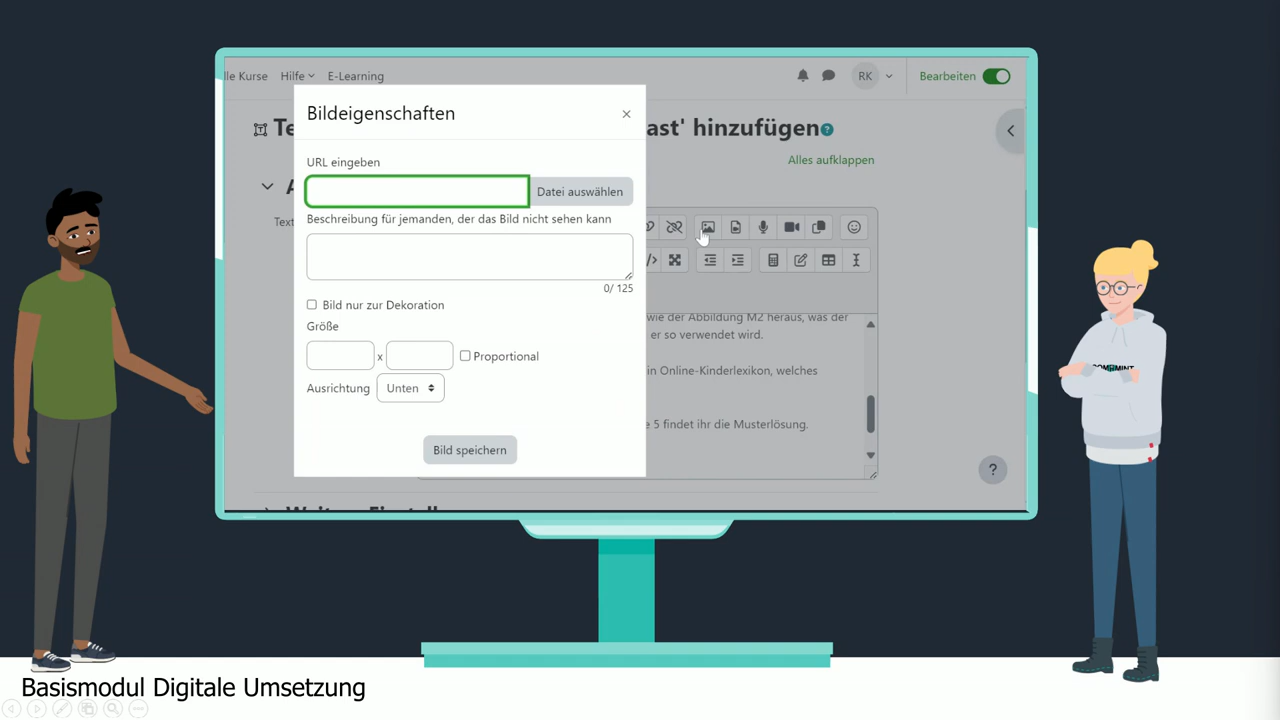 lle Kurse Hilfe E-Learning RK Bearbeiten
Bildeigenschaften
Te ast' hinzufügen ?
Alles aufklappen
URL eingeben
A
Datei auswählen
Text
Beschreibung für jemanden, der das Bild nicht sehen kann
0/ 125
Bild nur zur Dekoration
Größe
x Proportional
Ausrichtung Unten
Bild speichern
wie der Abbildung M2 heraus, was der
er so verwendet wird.
in Online-Kinderlexikon, welches
e 5 findet ihr die Musterlösung.
?
Basismodul Digitale Umsetzung